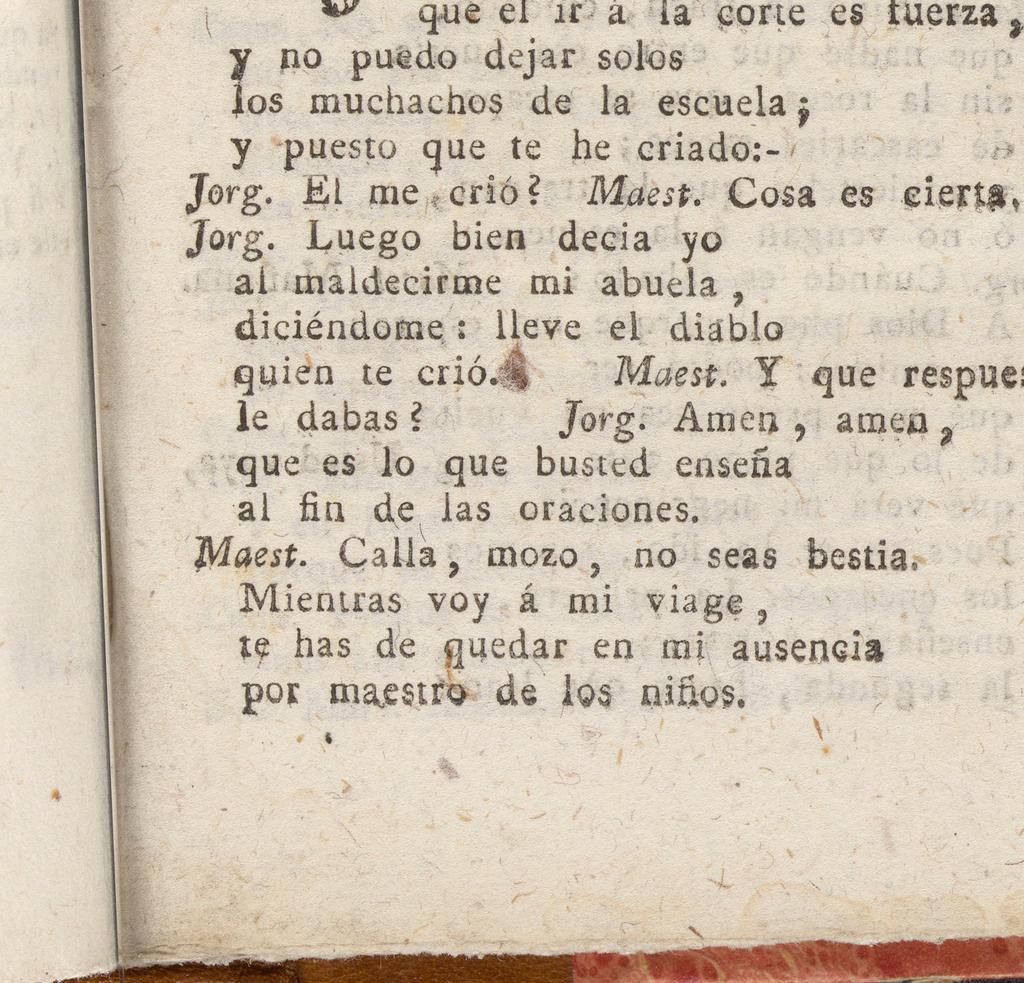 que el ir á la corte es fuerza,
y no puedo dejar solos
los muchachos de la escuela;
y puesto que te he criado:-
Jorg. El me crió? Maest. Cosa es cierta.
Jorg. Luego bien decia yo
al maldecirme mi abuela,
diciéndome: lleve el diablo
quien te crió. Maest. Y que respues
le dabas? Jorg. Amen, amen,
que es lo que busted enseña
al fin de las oraciones.
Maest. Calla, mozo, no seas bestia.
Mientras voy á mi viage,
te has de quedar en mi ausencia
por maestro de los niños.